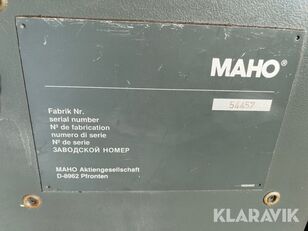 MAHO
Fabrik Nr.
54457
serial number
Nº de fabrication
numero di serie
Nº de serie
ЗАВОДСКОЙ НОМЕР
MAHO Aktiengesellschaft
D-8962 Pfronten
KLARAVIK